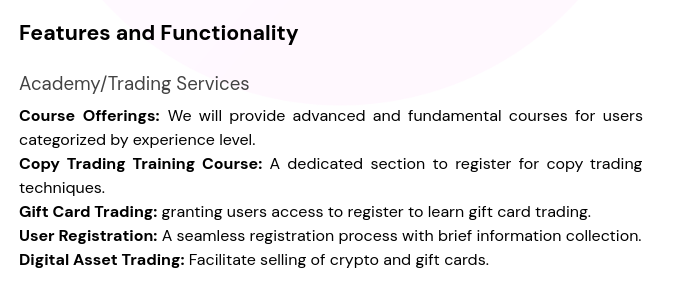 Features and Functionality
Academy/Trading Services
Course Offerings: We will provide advanced and fundamental courses for users
categorized by experience level.
Copy Trading Training Course: A dedicated section to register for copy trading
techniques.
Gift Card Trading: granting users access to register to learn gift card trading.
User Registration: A seamless registration process with brief information collection.
Digital Asset Trading: Facilitate selling of crypto and gift cards.